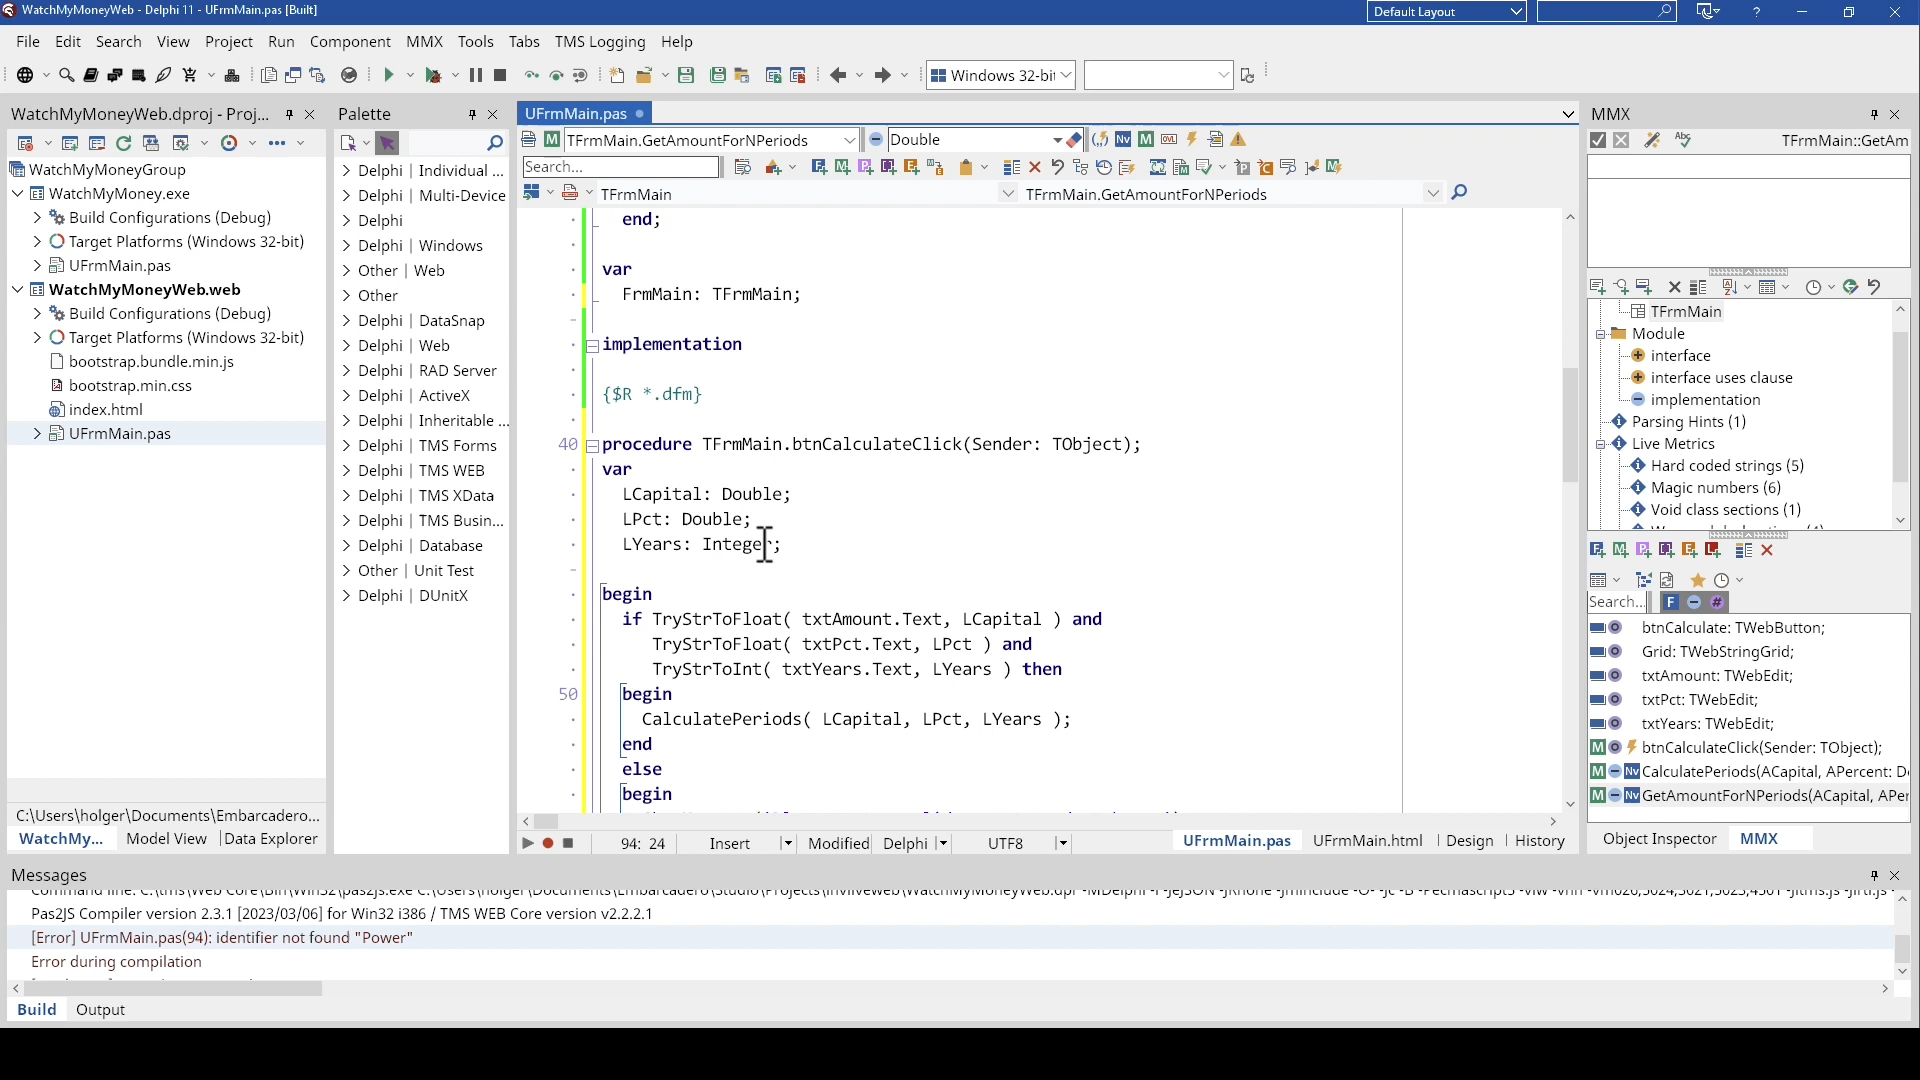 WatchMyMoneyWeb - Delphi 11 - UFrmMain.pas [Built]
Default Layout
?
File Edit Search View Project Run Component MMX Tools Tabs TMS Logging Help
Windows 32-bit
WatchMyMoneyWeb.dproj - Proj...
WatchMyMoneyGroup
WatchMyMoney.exe
Build Configurations (Debug)
Target Platforms (Windows 32-bit)
UFrmMain.pas
WatchMyMoneyWeb.web
Build Configurations (Debug)
Target Platforms (Windows 32-bit)
bootstrap.bundle.min.js
bootstrap.min.css
index.html
UFrmMain.pas
C:\Users\holger\Documents\Embarcadero...
WatchMy... Model View Data Explorer
Palette
Delphi | Individual ...
Delphi | Multi-Device
Delphi
Delphi | Windows
Other | Web
Other
Delphi | DataSnap
Delphi | Web
Delphi | RAD Server
Delphi | ActiveX
Delphi | Inheritable ...
Delphi | TMS Forms
Delphi | TMS WEB
Delphi | TMS XData
Delphi | TMS Busin...
Delphi | Database
Other | Unit Test
Delphi | DUnitX
UFrmMain.pas
TFrmMain.GetAmountForNPeriods Double
Search...
TFrmMain TFrmMain.GetAmountForNPeriods
end;
var
FrmMain: TFrmMain;
implementation
{$R *.dfm}
40 procedure TFrmMain.btnCalculateClick(Sender: TObject);
var
LCapital: Double;
LPct: Double;
LYears: Integer;
begin
if TryStrToFloat( txtAmount.Text, LCapital ) and
TryStrToFloat( txtPct.Text, LPct ) and
TryStrToInt( txtYears.Text, LYears ) then
50 begin
CalculatePeriods( LCapital, LPct, LYears );
end
else
begin
94: 24 Insert Modified Delphi UTF8 UFrmMain.pas UFrmMain.html Design History
MMX
TFrmMain::GetAm
TFrmMain
Module
interface
interface uses clause
implementation
Parsing Hints (1)
Live Metrics
Hard coded strings (5)
Magic numbers (6)
Void class sections (1)
Search...
btnCalculate: TWebButton;
Grid: TWebStringGrid;
txtAmount: TWebEdit;
txtPct: TWebEdit;
txtYears: TWebEdit;
btnCalculateClick(Sender: TObject);
CalculatePeriods(ACapital, APercent: D
GetAmountForNPeriods(ACapital, APer
Object Inspector MMX
Messages
Pas2JS Compiler version 2.3.1 [2023/03/06] for Win32 i386 / TMS WEB Core version v2.2.2.1
[Error] UFrmMain.pas(94): identifier not found "Power"
Error during compilation
Build Output